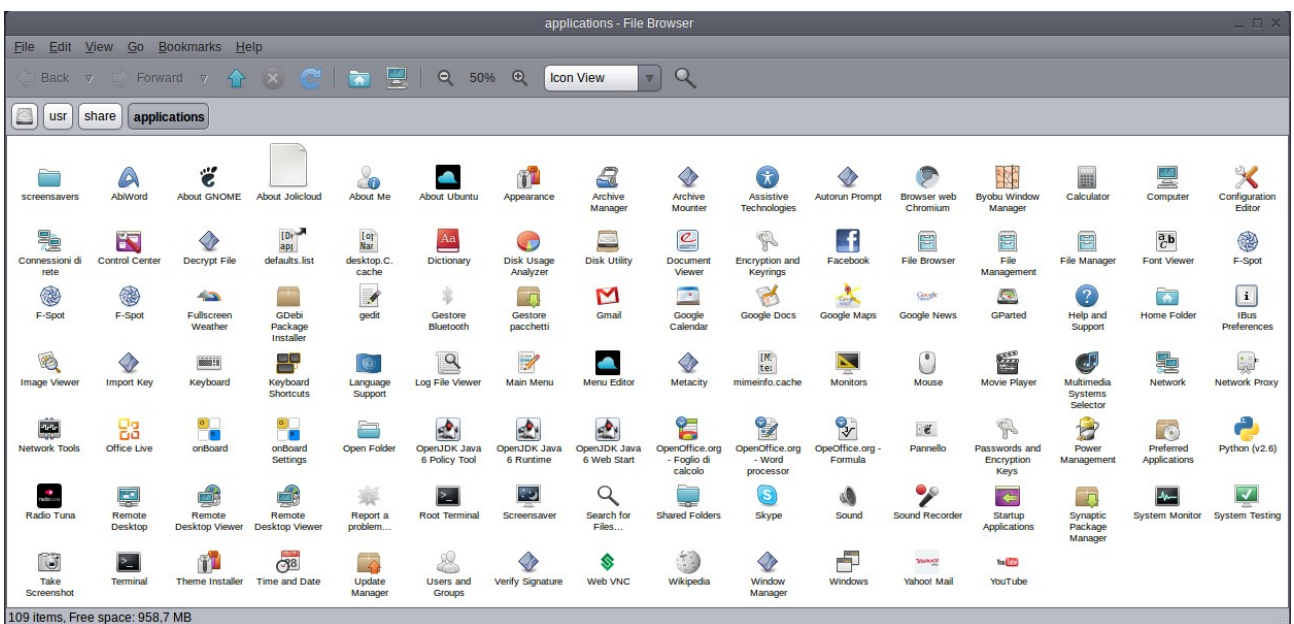 applications - File Browser
File Edit View Go Bookmarks Help
Back Forward 50% Icon View
usr share applications
screensavers
AbiWord
About GNOME
About Jolicloud
About Me
About Ubuntu
Appearance
Archive
Manager
Archive
Mounter
Assistive
Technologies
Autorun Prompt
Browser web
Chromium
Byobu Window
Manager
Calculator
Computer
Configuration
Editor
Connessioni di
rete
Control Center
Decrypt File
defaults.list
desktop.C.
cache
Aa
Dictionary
Disk Usage
Analyzer
Disk Utility
Document
Viewer
Encryption and
Keyrings
Facebook
File Browser
File
Management
File Manager
Font Viewer
F-Spot
F-Spot
F-Spot
Fullscreen
Weather
GDebi
Package
Installer
gedit
Gestore
Bluetooth
Gestore
pacchetti
Gmail
Google
Calendar
Google Docs
Google Maps
Google News
GParted
Help and
Support
Home Folder
IBus
Preferences
Image Viewer
Import Key
Keyboard
Keyboard
Shortcuts
Language
Support
Log File Viewer
Main Menu
Menu Editor
Metacity
mimeinfo.cache
Monitors
Mouse
Movie Player
Multimedia
Systems
Selector
Network
Network Proxy
Network Tools
Office Live
onBoard
onBoard
Settings
Open Folder
OpenJDK Java
6 Policy Tool
OpenJDK Java
6 Runtime
OpenJDK Java
6 Web Start
OpenOffice.org
- Foglio di
calcolo
OpenOffice.org
- Word
processor
OpeOffice.org -
Formula
Pannello
Passwords and
Encryption
Keys
Power
Management
Preferred
Applications
Python (v2.6)
Radio Tuna
Remote
Desktop
Remote
Desktop Viewer
Remote
Desktop Viewer
Report a
problem...
Root Terminal
Screensaver
Search for
Files...
Shared Folders
Skype
Sound
Sound Recorder
Startup
Applications
Synaptic
Package
Manager
System Monitor
System Testing
Take
Screenshot
Terminal
Theme Installer
Time and Date
Update
Manager
Users and
Groups
Verify Signature
Web VNC
Wikipedia
Window
Manager
Windows
Yahoo! Mail
YouTube
109 items, Free space: 958,7 MB